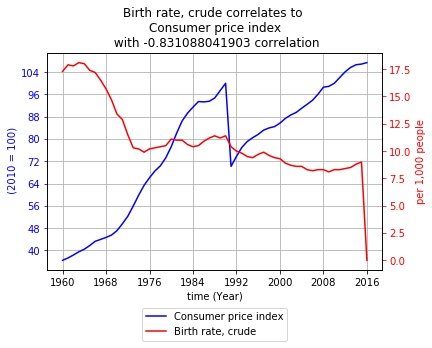 Birth rate, crude correlates to
Consumer price index
with -0.831088041903 correlation
104
96
88
80
72
64
56
48
40
(2010 = 100)
17.5
15.0
12.5
10.0
7.5
5.0
2.5
0.0
per 1,000 people
1960 1968 1976 1984 1992 2000 2008 2016
time (Year)
Consumer price index
Birth rate, crude